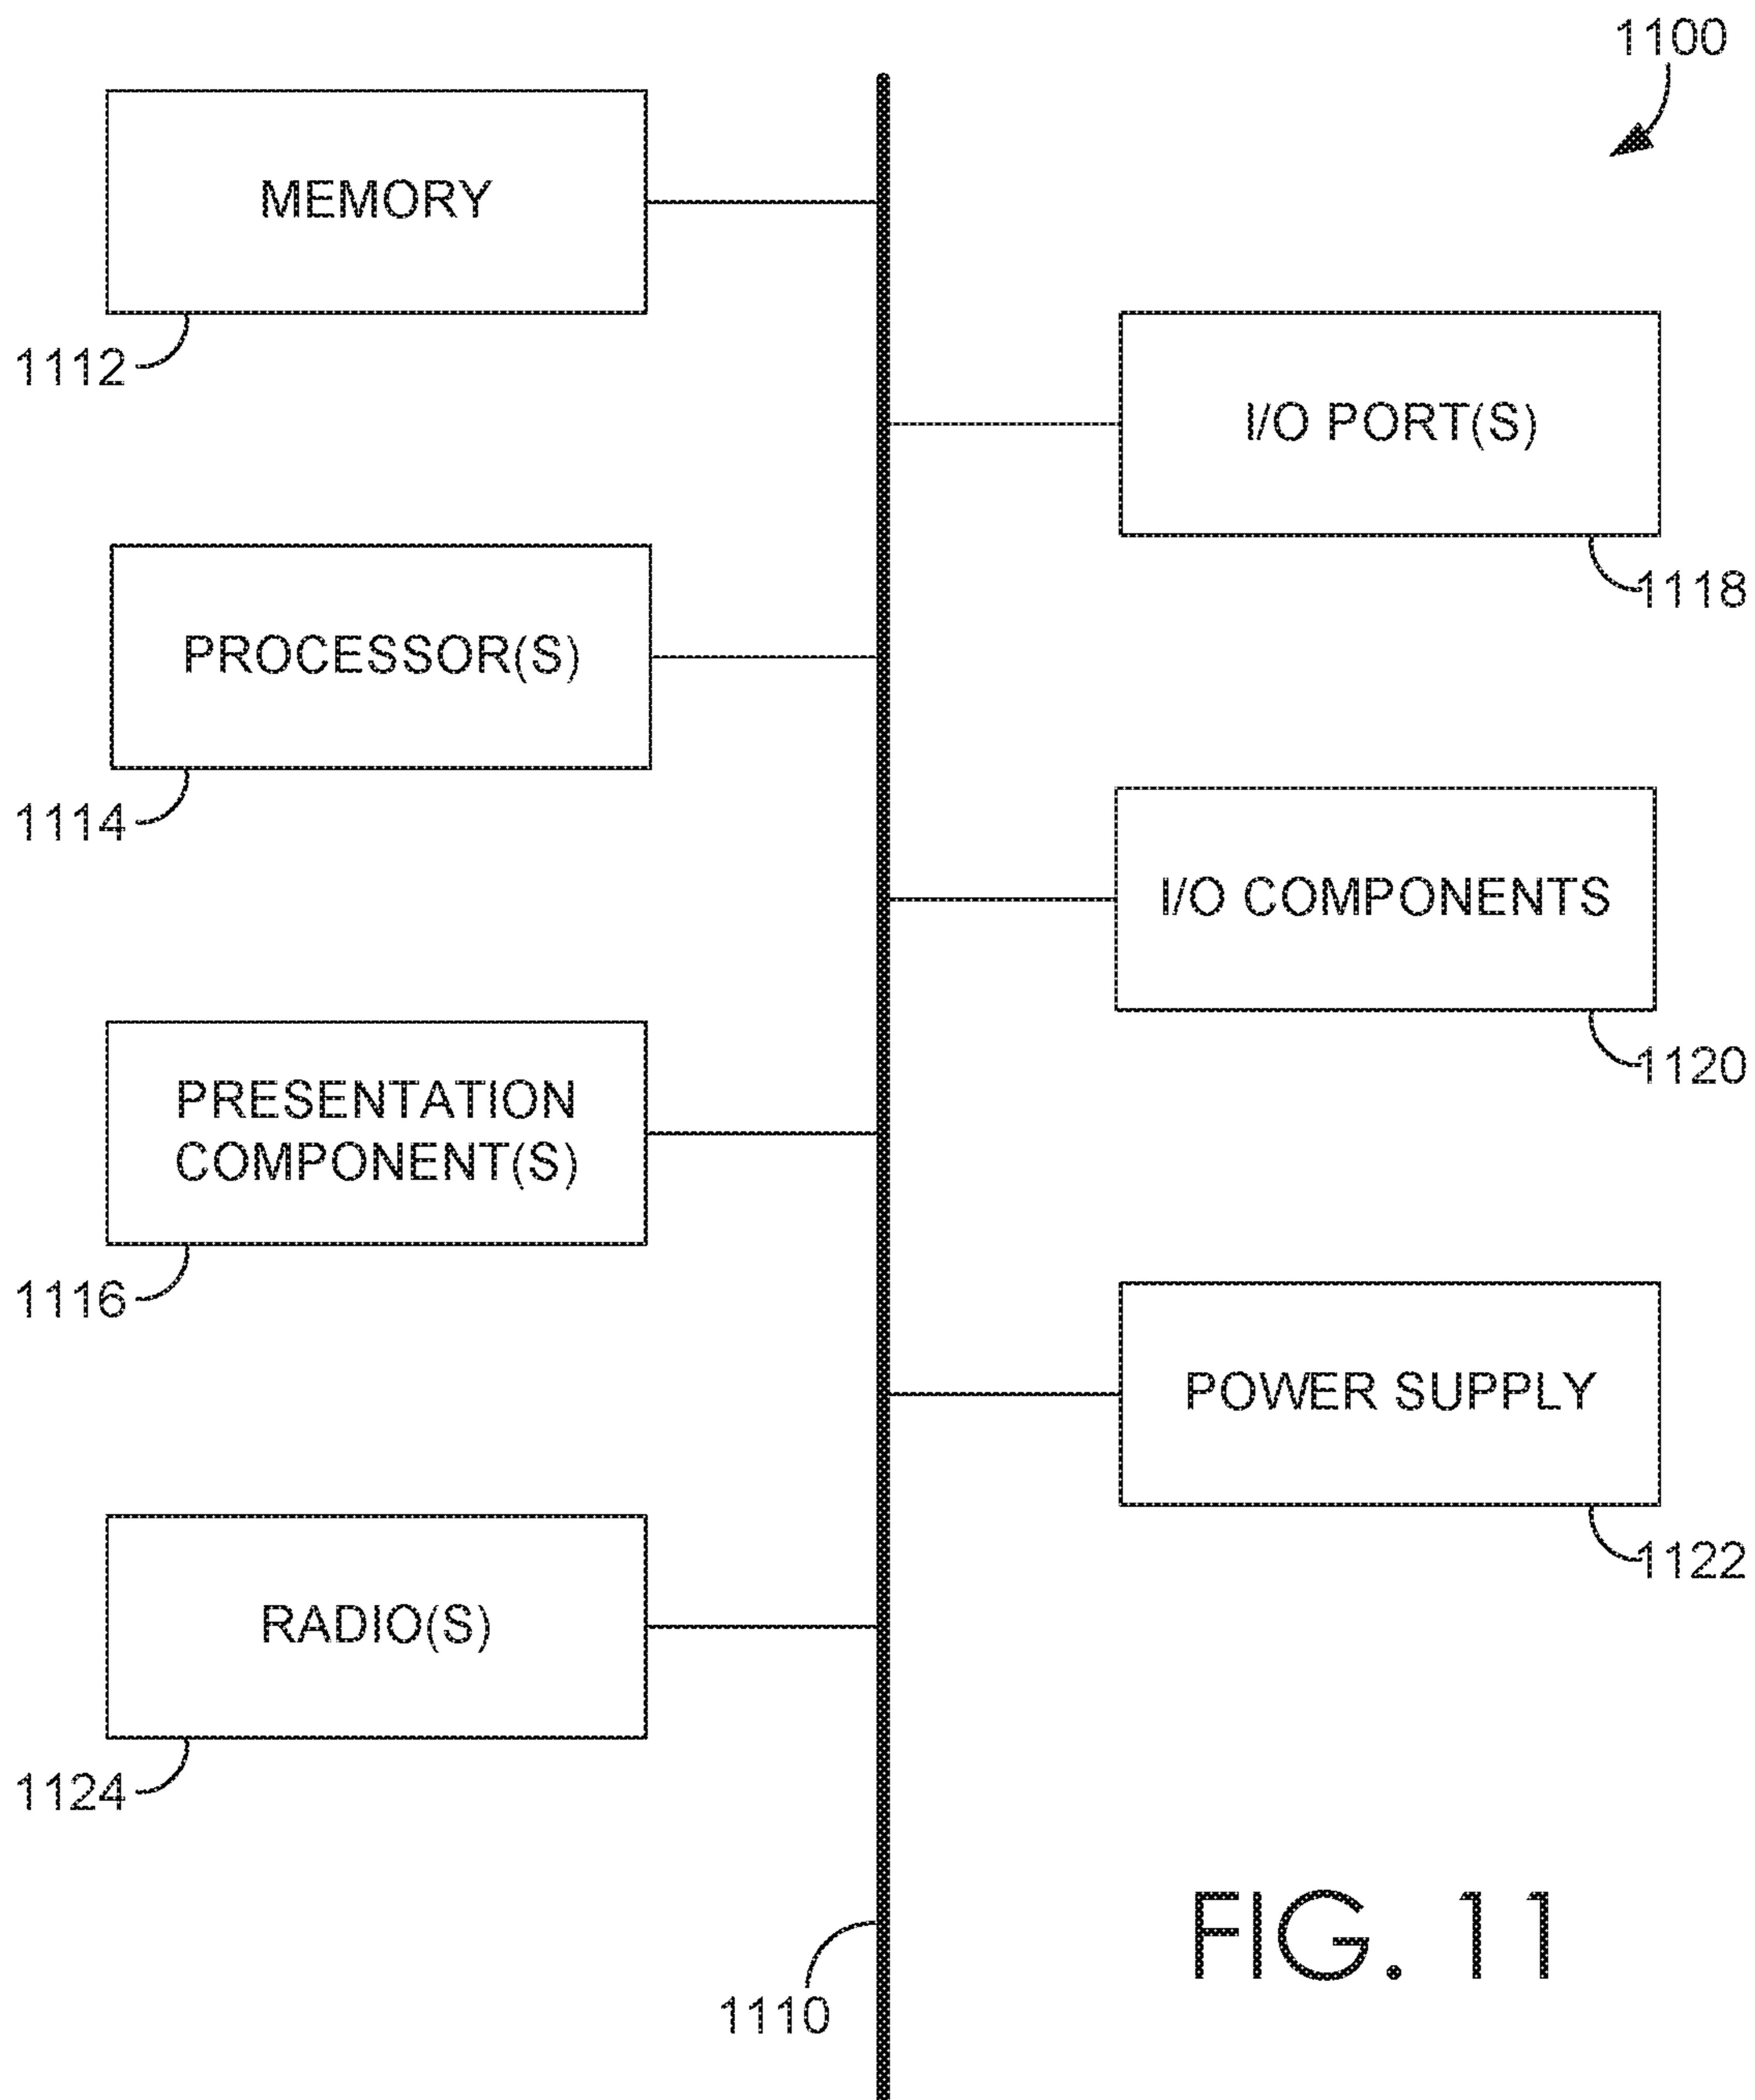 1100
MEMORY
1112
I/O PORT(S)
1118
PROCESSOR(S)
1114
I/O COMPONENTS
1120
PRESENTATION
COMPONENT(S)
1116
POWER SUPPLY
1122
RADIO(S)
1124
1110
FIG. 11